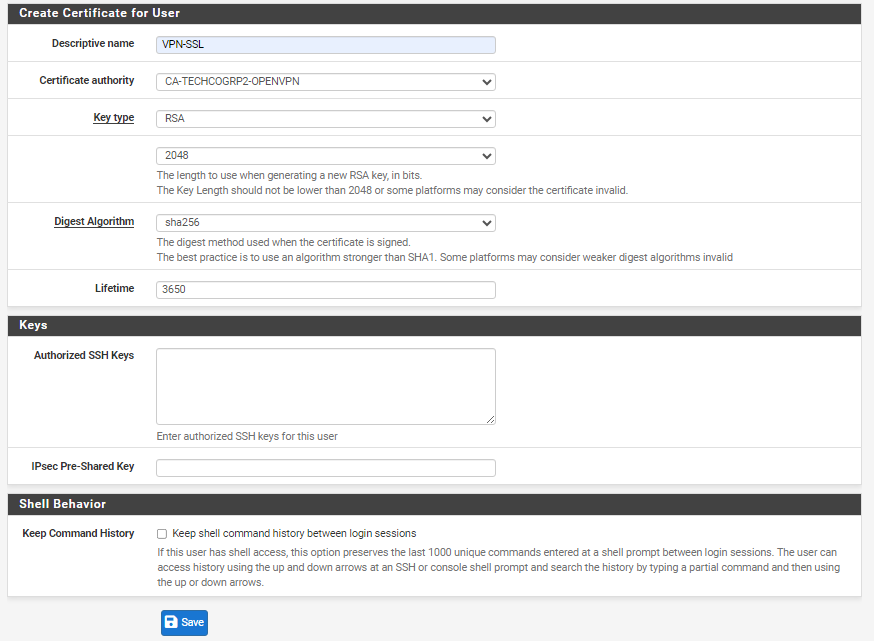 Create Certificate for User
Descriptive name
VPN-SSL
Certificate authority
CA-TECHCOGRP2-OPENVPN
Key type
RSA
2048
The length to use when generating a new RSA key, in bits.
The Key Length should not be lower than 2048 or some platforms may consider the certificate invalid.
Digest Algorithm
sha256
The digest method used when the certificate is signed.
The best practice is to use an algorithm stronger than SHA1. Some platforms may consider weaker digest algorithms invalid
Lifetime
3650
Keys
Authorized SSH Keys
Enter authorized SSH keys for this user
IPsec Pre-Shared Key
Shell Behavior
Keep Command History
Keep shell command history between login sessions
If this user has shell access, this option preserves the last 1000 unique commands entered at a shell prompt between login sessions. The user can
access history using the up and down arrows at an SSH or console shell prompt and search the history by typing a partial command and then using
the up or down arrows.
Save